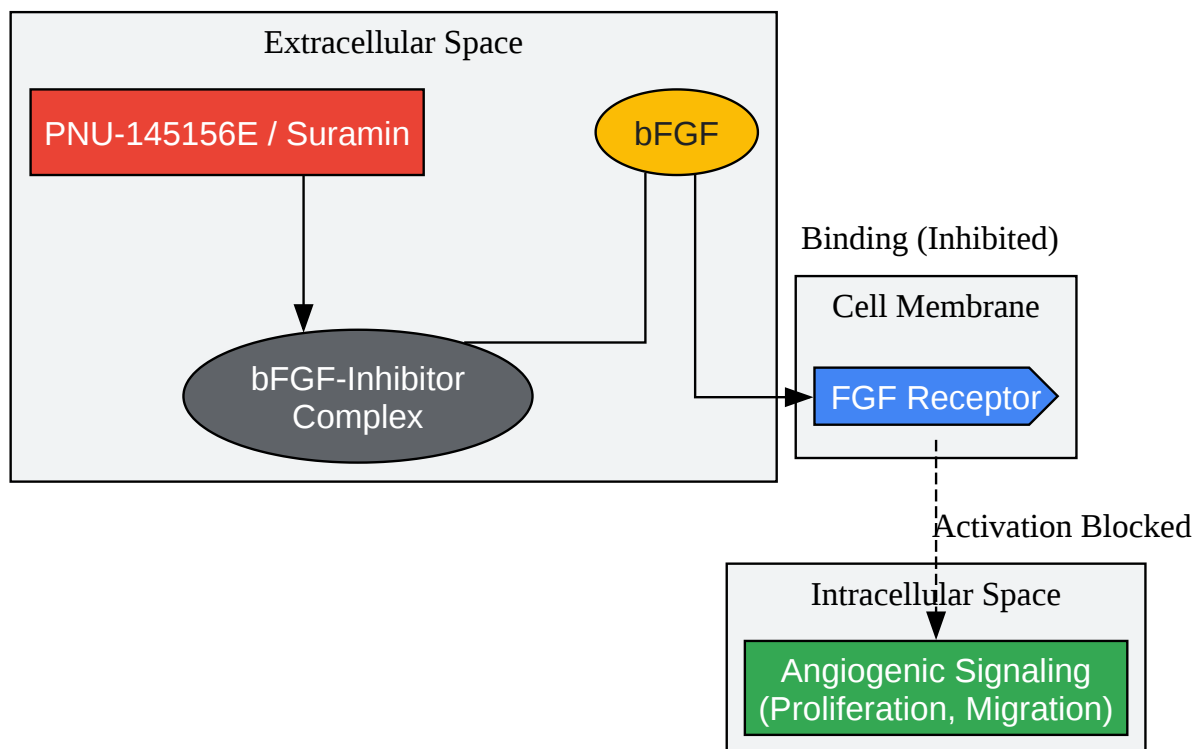 Extracellular Space
PNU-145156E / Suramin
bFGF
Binding (Inhibited)
Cell Membrane
bFGF-Inhibitor
Complex
FGF Receptor
Activation Blocked
Intracellular Space
Angiogenic Signaling
(Proliferation, Migration)